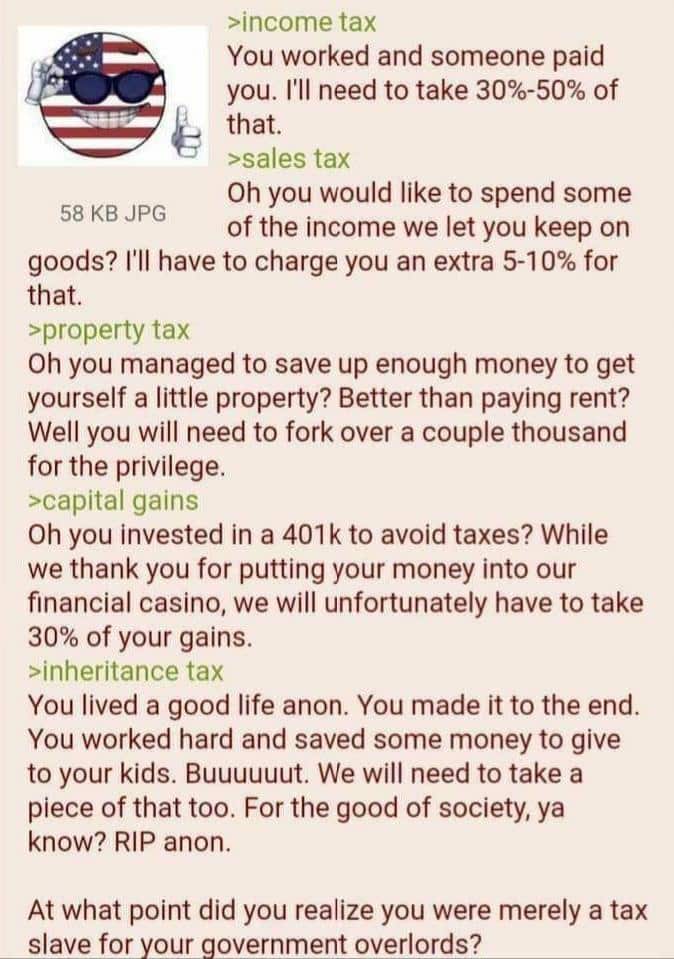 >income tax
You worked and someone paid
you. I'll need to take 30%-50% of
that.
>sales tax
Oh you would like to spend some
58 KB JPG
of the income we let you keep on
goods? I'll have to charge you an extra 5-10% for
that.
>property tax
Oh you managed to save up enough money to get
yourself a little property? Better than paying rent?
Well you will need to fork over a couple thousand
for the privilege.
>capital gains
Oh you invested in a 401k to avoid taxes? While
we thank you for putting your money into our
financial casino, we will unfortunately have to take
30% of your gains.
>inheritance tax
You lived a good life anon. You made it to the end.
You worked hard and saved some money to give
to your kids. Buuuuuut. We will need to take a
piece of that too. For the good of society, ya
know? RIP anon.
At what point did you realize you were merely a tax
slave for your government overlords?